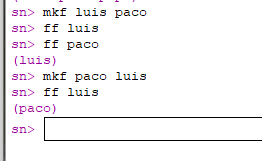 sn> mkf luis paco
sn> ff luis
sn> ff paco
(luis)
sn> mkf paco luis
sn> ff luis
(paco)
sn>